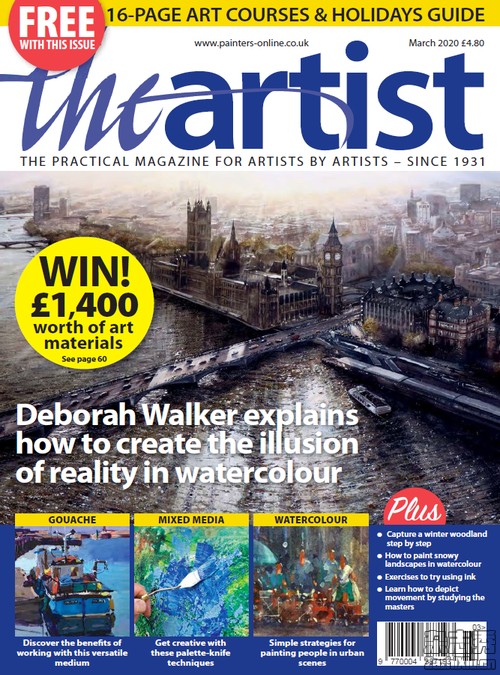 FREE
WITH THIS ISSUE
16-PAGE ART COURSES & HOLIDAYS GUIDE
www.painters-online.co.uk
March 2020 £4.80
the artist
THE PRACTICAL MAGAZINE FOR ARTISTS BY ARTISTS – SINCE 1931
WIN!
£1,400
worth of art
materials
See page 60
Deborah Walker explains
how to create the illusion
of reality in watercolour
GOUACHE
Discover the benefits of
working with this versatile
medium
MIXED MEDIA
Get creative with
these palette-knife
techniques
WATERCOLOUR
Simple strategies for
painting people in urban
scenes
Plus
• Capture a winter woodland
step by step
• How to paint snowy
landscapes in watercolour
• Exercises to try using ink
• Learn how to depict
movement by studying the
masters
03>
9 770004